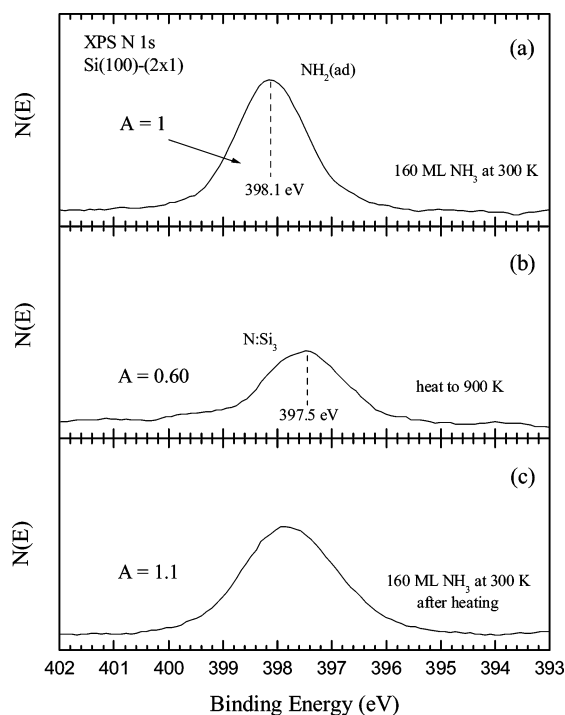 XPS N 1s
Si(100)-(2x1)
(a)
NH₂(ad)
A = 1
398.1 eV
160 ML NH₃ at 300 K
N(E)
(b)
N:Si₃
A = 0.60
397.5 eV
heat to 900 K
N(E)
(c)
A = 1.1
160 ML NH₃ at 300 K
after heating
N(E)
402 401 400 399 398 397 396 395 394 393
Binding Energy (eV)